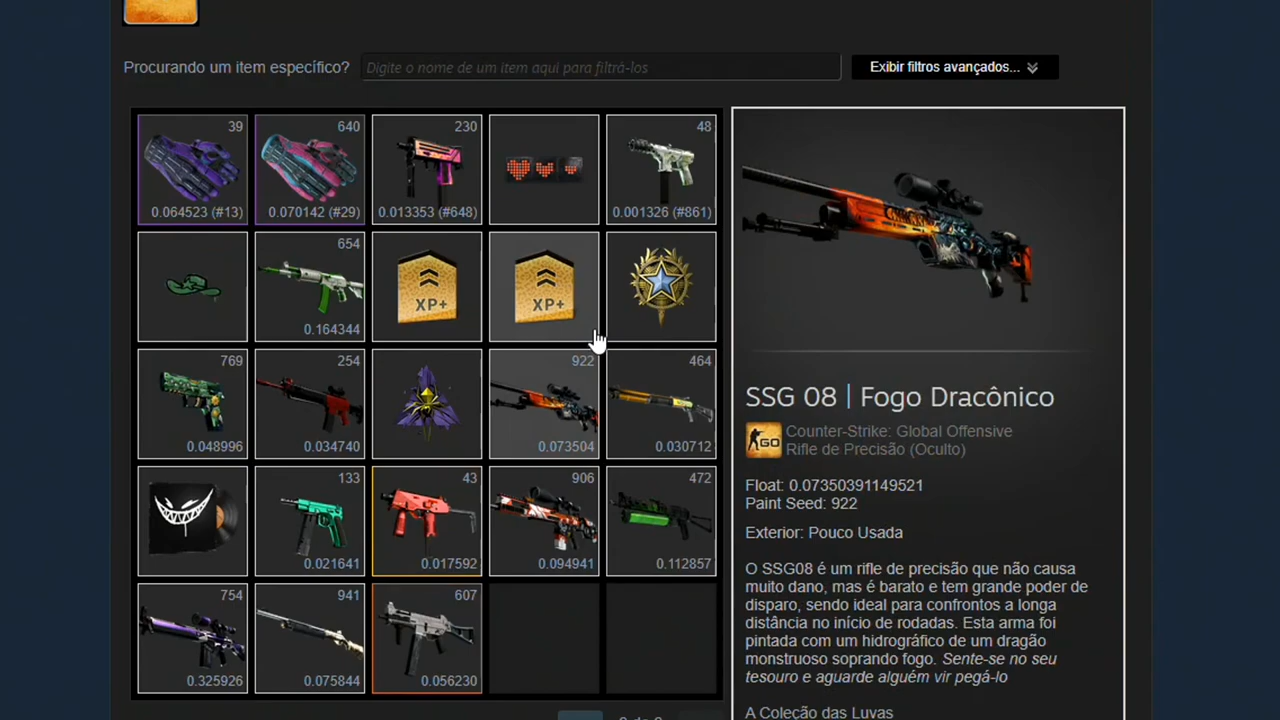 Procurando um item específico?
Digite o nome de um item aqui para filtrá-los
Exibir filtros avançados...
39
640
230
48
0.064523 (#13)
0.070142 (#29)
0.013353 (#648)
0.001326 (#861)
654
XP+
XP+
0.164344
769
254
922
464
0.048996
0.034740
0.073504
0.030712
133
43
906
472
0.021641
0.017592
0.094941
0.112857
754
941
607
0.325926
0.075844
0.056230
SSG 08 | Fogo Dracônico
GO
Counter-Strike: Global Offensive
Rifle de Precisão (Oculto)
Float: 0.07350391149521
Paint Seed: 922
Exterior: Pouco Usada
O SSG08 é um rifle de precisão que não causa
muito dano, mas é barato e tem grande poder de
disparo, sendo ideal para confrontos a longa
distância no início de rodadas. Esta arma foi
pintada com um hidrográfico de um dragão
monstruoso soprando fogo. Sente-se no seu
tesouro e aguarde alguém vir pegá-lo
A Coleção das Luvas